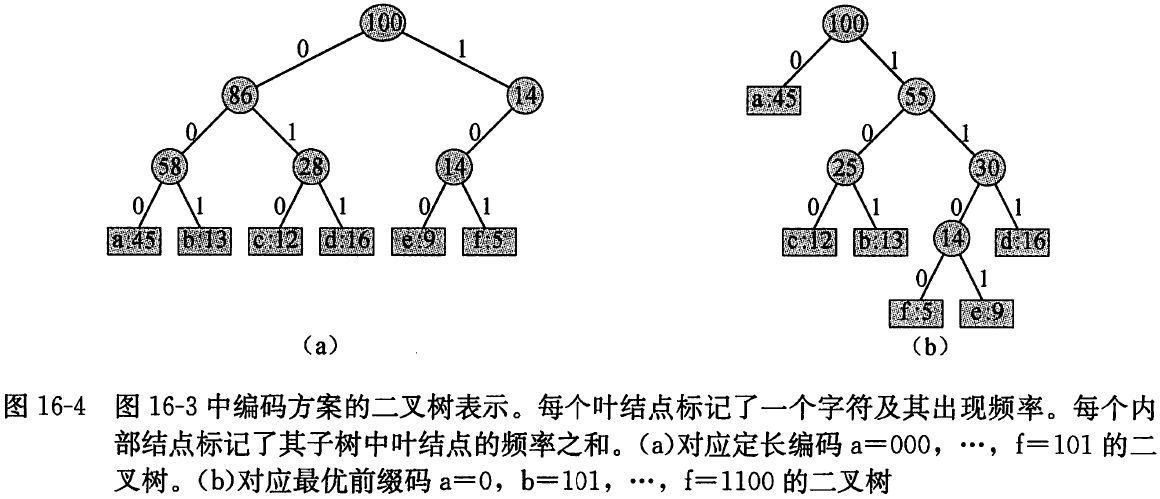 100
100
0
1
0
1
86
14
a:45
55
0
1
0
0
1
58
28
14
25
30
0
1
0
1
0
1
0
1
0
1
a:45
b:13
c:12
d:16
e:9
f:5
c:12
b:13
14
d:16
0
1
f:5
e:9
(a)
(b)
图 16-4 图 16-3 中编码方案的二叉树表示。每个叶结点标记了一个字符及其出现频率。每个内
部结点标记了其子树中叶结点的频率之和。(a)对应定长编码 a=000，…，f=101 的二
叉树。(b)对应最优前缀码 a=0，b=101，…，f=1100 的二叉树